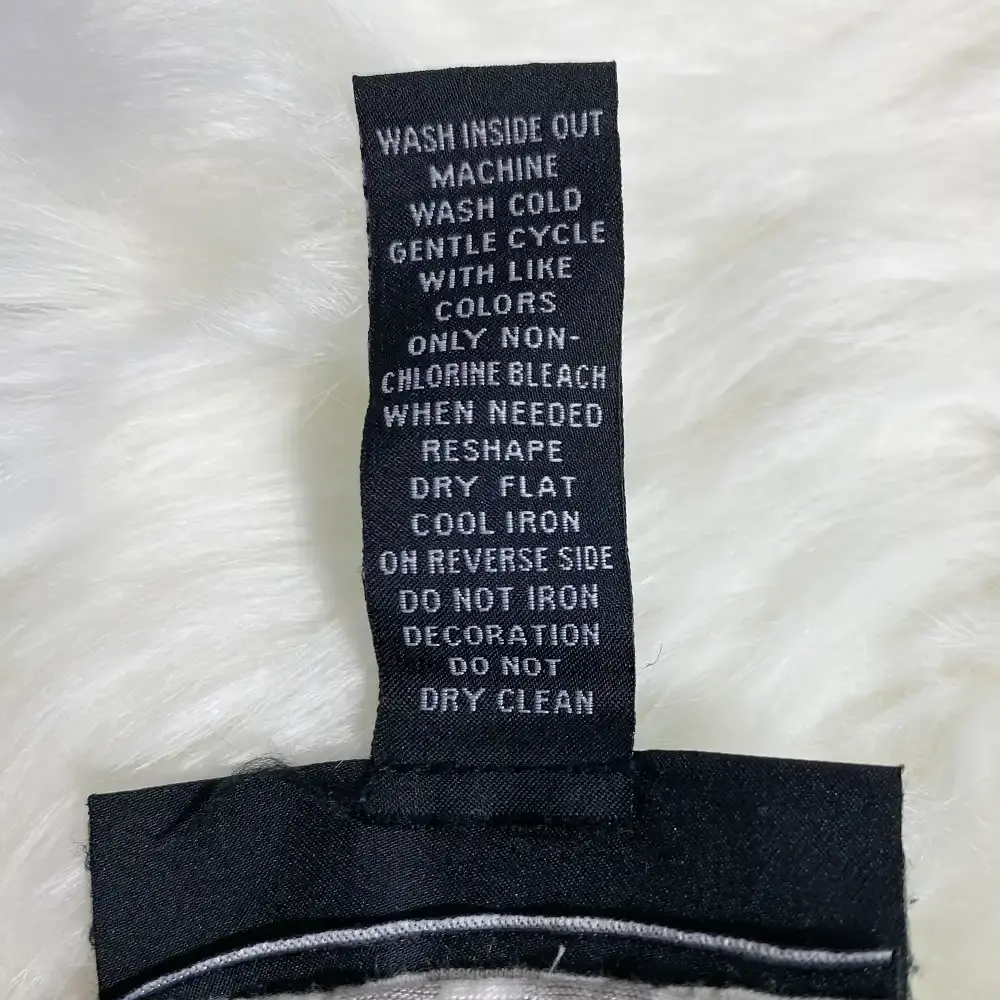 WASH INSIDE OUT
MACHINE
WASH COLD
GENTLE CYCLE
WITH LIKE
COLORS
ONLY NON-
CHLORINE BLEACH
WHEN NEEDED
RESHAPE
DRY FLAT
COOL IRON
ON REVERSE SIDE
DO NOT IRON
DECORATION
DO NOT
DRY CLEAN